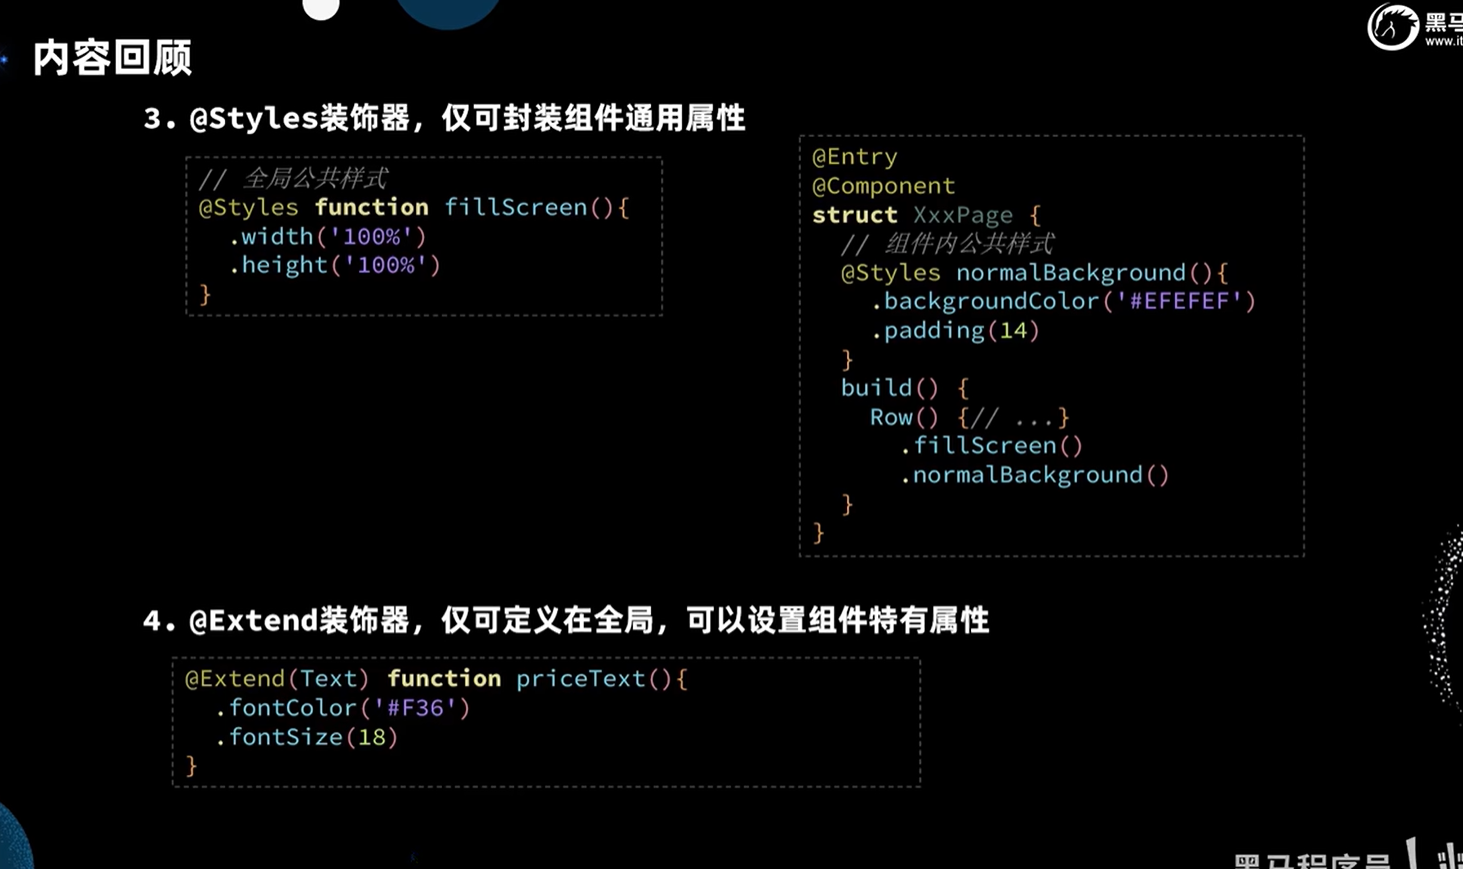 内容回顾
黑马
www.it
3. @Styles装饰器，仅可封装组件通用属性
// 全局公共样式
@Styles function fillScreen(){
.width('100%')
.height('100%')
}
@Entry
@Component
struct XxxPage {
// 组件内公共样式
@Styles normalBackground(){
.backgroundColor('#EFEFEF')
.padding(14)
}
build() {
Row() {// ...}
.fillScreen()
.normalBackground()
}
}
4. @Extend装饰器，仅可定义在全局，可以设置组件特有属性
@Extend(Text) function priceText(){
.fontColor('#F36')
.fontSize(18)
}
黑马程序员